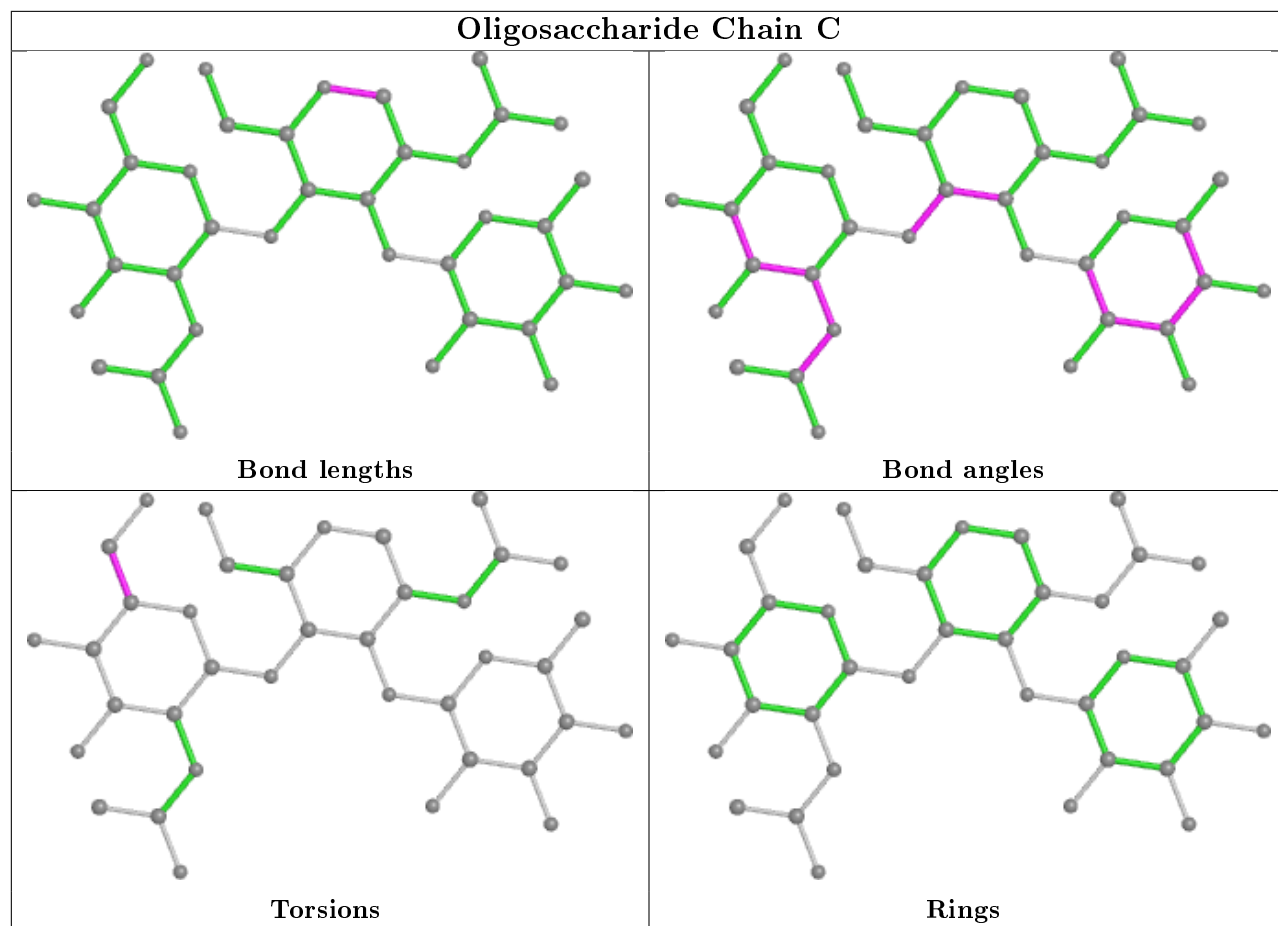 Oligosaccharide Chain C
Bond lengths
Bond angles
Torsions
Rings